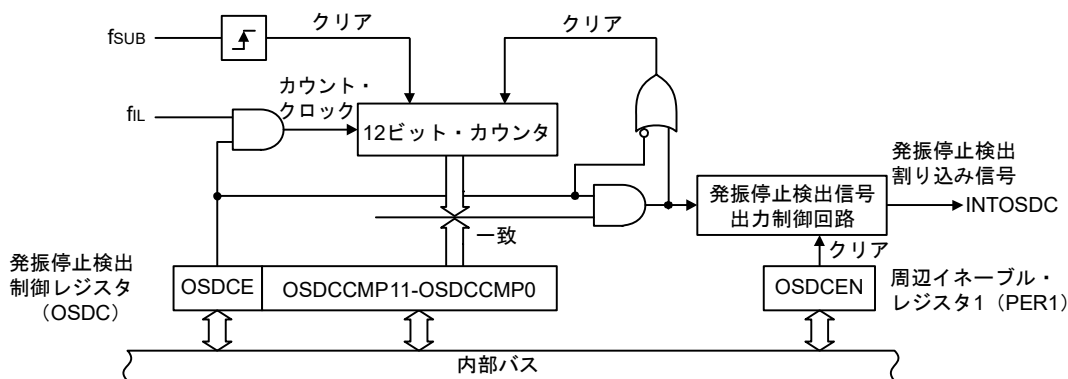 fSUB
クリア
クリア
fIL
カウント・
クロック
12ビット・カウンタ
発振停止検出
割り込み信号
発振停止検出信号
出力制御回路
INTOSDC
一致
クリア
発振停止検出
制御レジスタ
（OSDC）
OSDCE
OSDCCMP11-OSDCCMP0
OSDCEN
周辺イネーブル・
レジスタ1（PER1）
内部バス